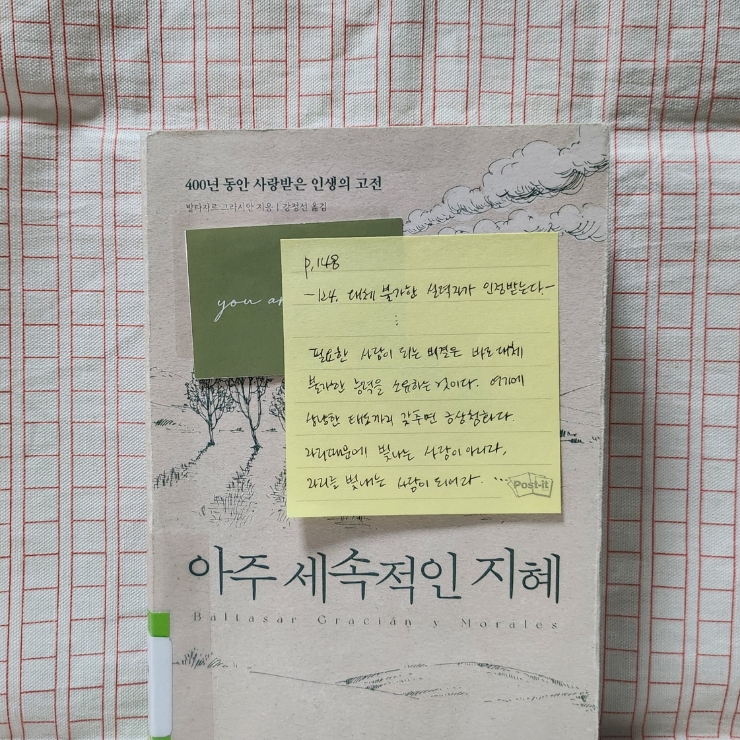 400년 동안 사랑받은 인생의 고전
발타자르 그라시안 지음 | 강정선 옮김
you ar
p.148
-124. 대체 불가한 실력자가 인정받는다.-
⋮
필요한 사람이 되는 비결은 바로 대체
불가한 능력을 소유하는 것이다. 여기에
상냥한 태도까지 갖추면 금상첨화다.
자리때문에 빛나는 사람이 아니라,
자리를 빛내는 사람이 되어라. ...
Post-it
아주 세속적인 지혜
Baltasar Gracián y Morales